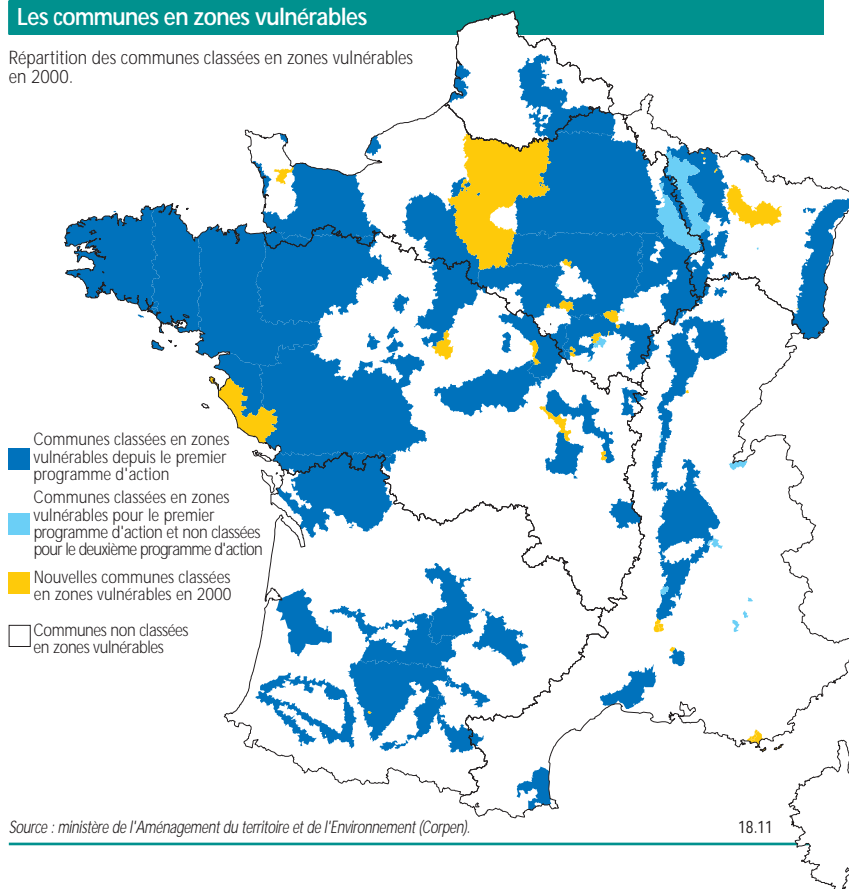 Les communes en zones vulnérables
Répartition des communes classées en zones vulnérables
en 2000.
Communes classées en zones
vulnérables depuis le premier
programme d'action
Communes classées en zones
vulnérables pour le premier
programme d'action et non classées
pour le deuxième programme d'action
Nouvelles communes classées
en zones vulnérables en 2000
Communes non classées
en zones vulnérables
Source : ministère de l'Aménagement du territoire et de l'Environnement (Corpen).
18.11